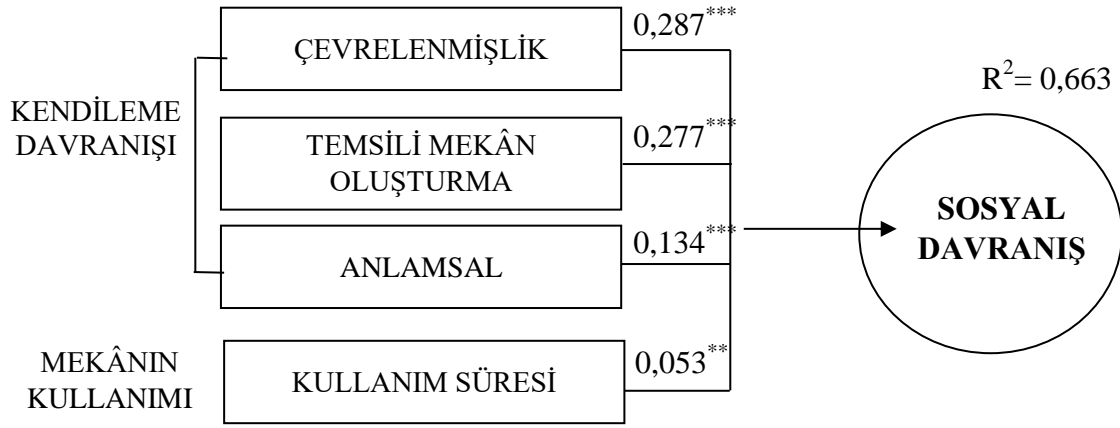 ÇEVRELENMİŞLİK
0,287***
R²= 0,663
KENDİLEME
DAVRANIŞI
TEMSİLİ MEKÂN
OLUŞTURMA
0,277***
ANLAMSAL
0,134***
SOSYAL
DAVRANIŞ
MEKÂNIN
KULLANIMI
KULLANIM SÜRESİ
0,053**